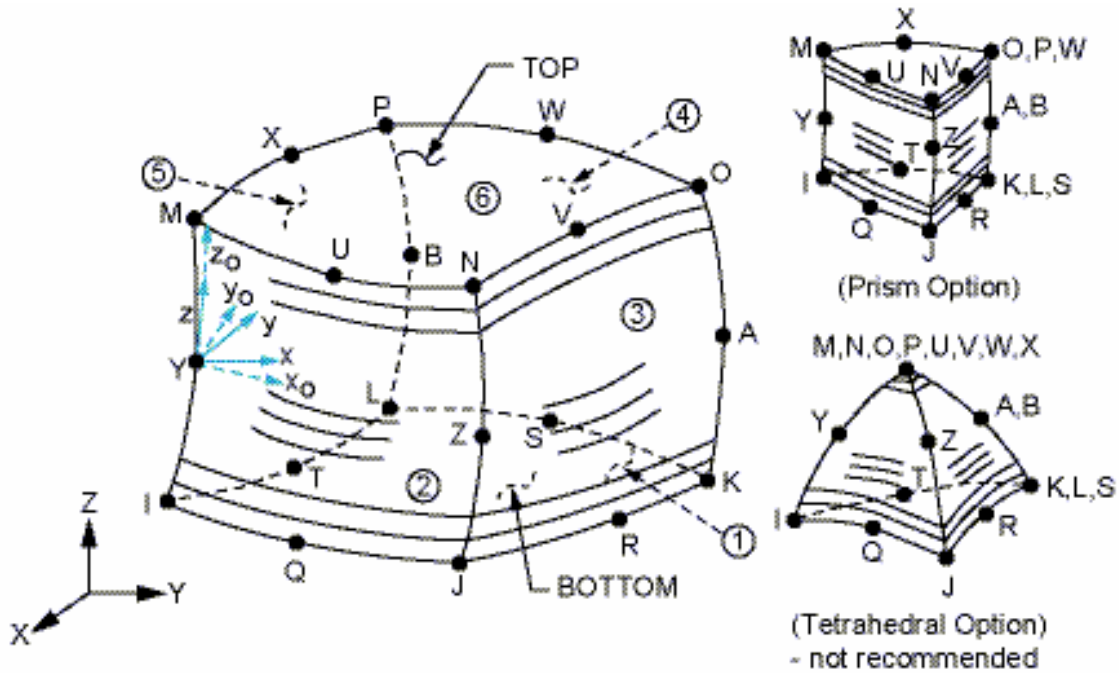 TOP
P
W
④
X
⑤
O
M
⑥
V
U
B
N
zo
yo
z
y
③
Y
x
xo
A
L
Z
S
T
②
K
I
①
R
Q
J
BOTTOM
Z
Y
X
X
M
O,P,W
U
N
V
Y
A,B
T
Z
I
K,L,S
Q
R
J
(Prism Option)
M,N,O,P,U,V,W,X
A,B
Y
Z
T
K,L,S
I
Q
R
J
(Tetrahedral Option)
- not recommended